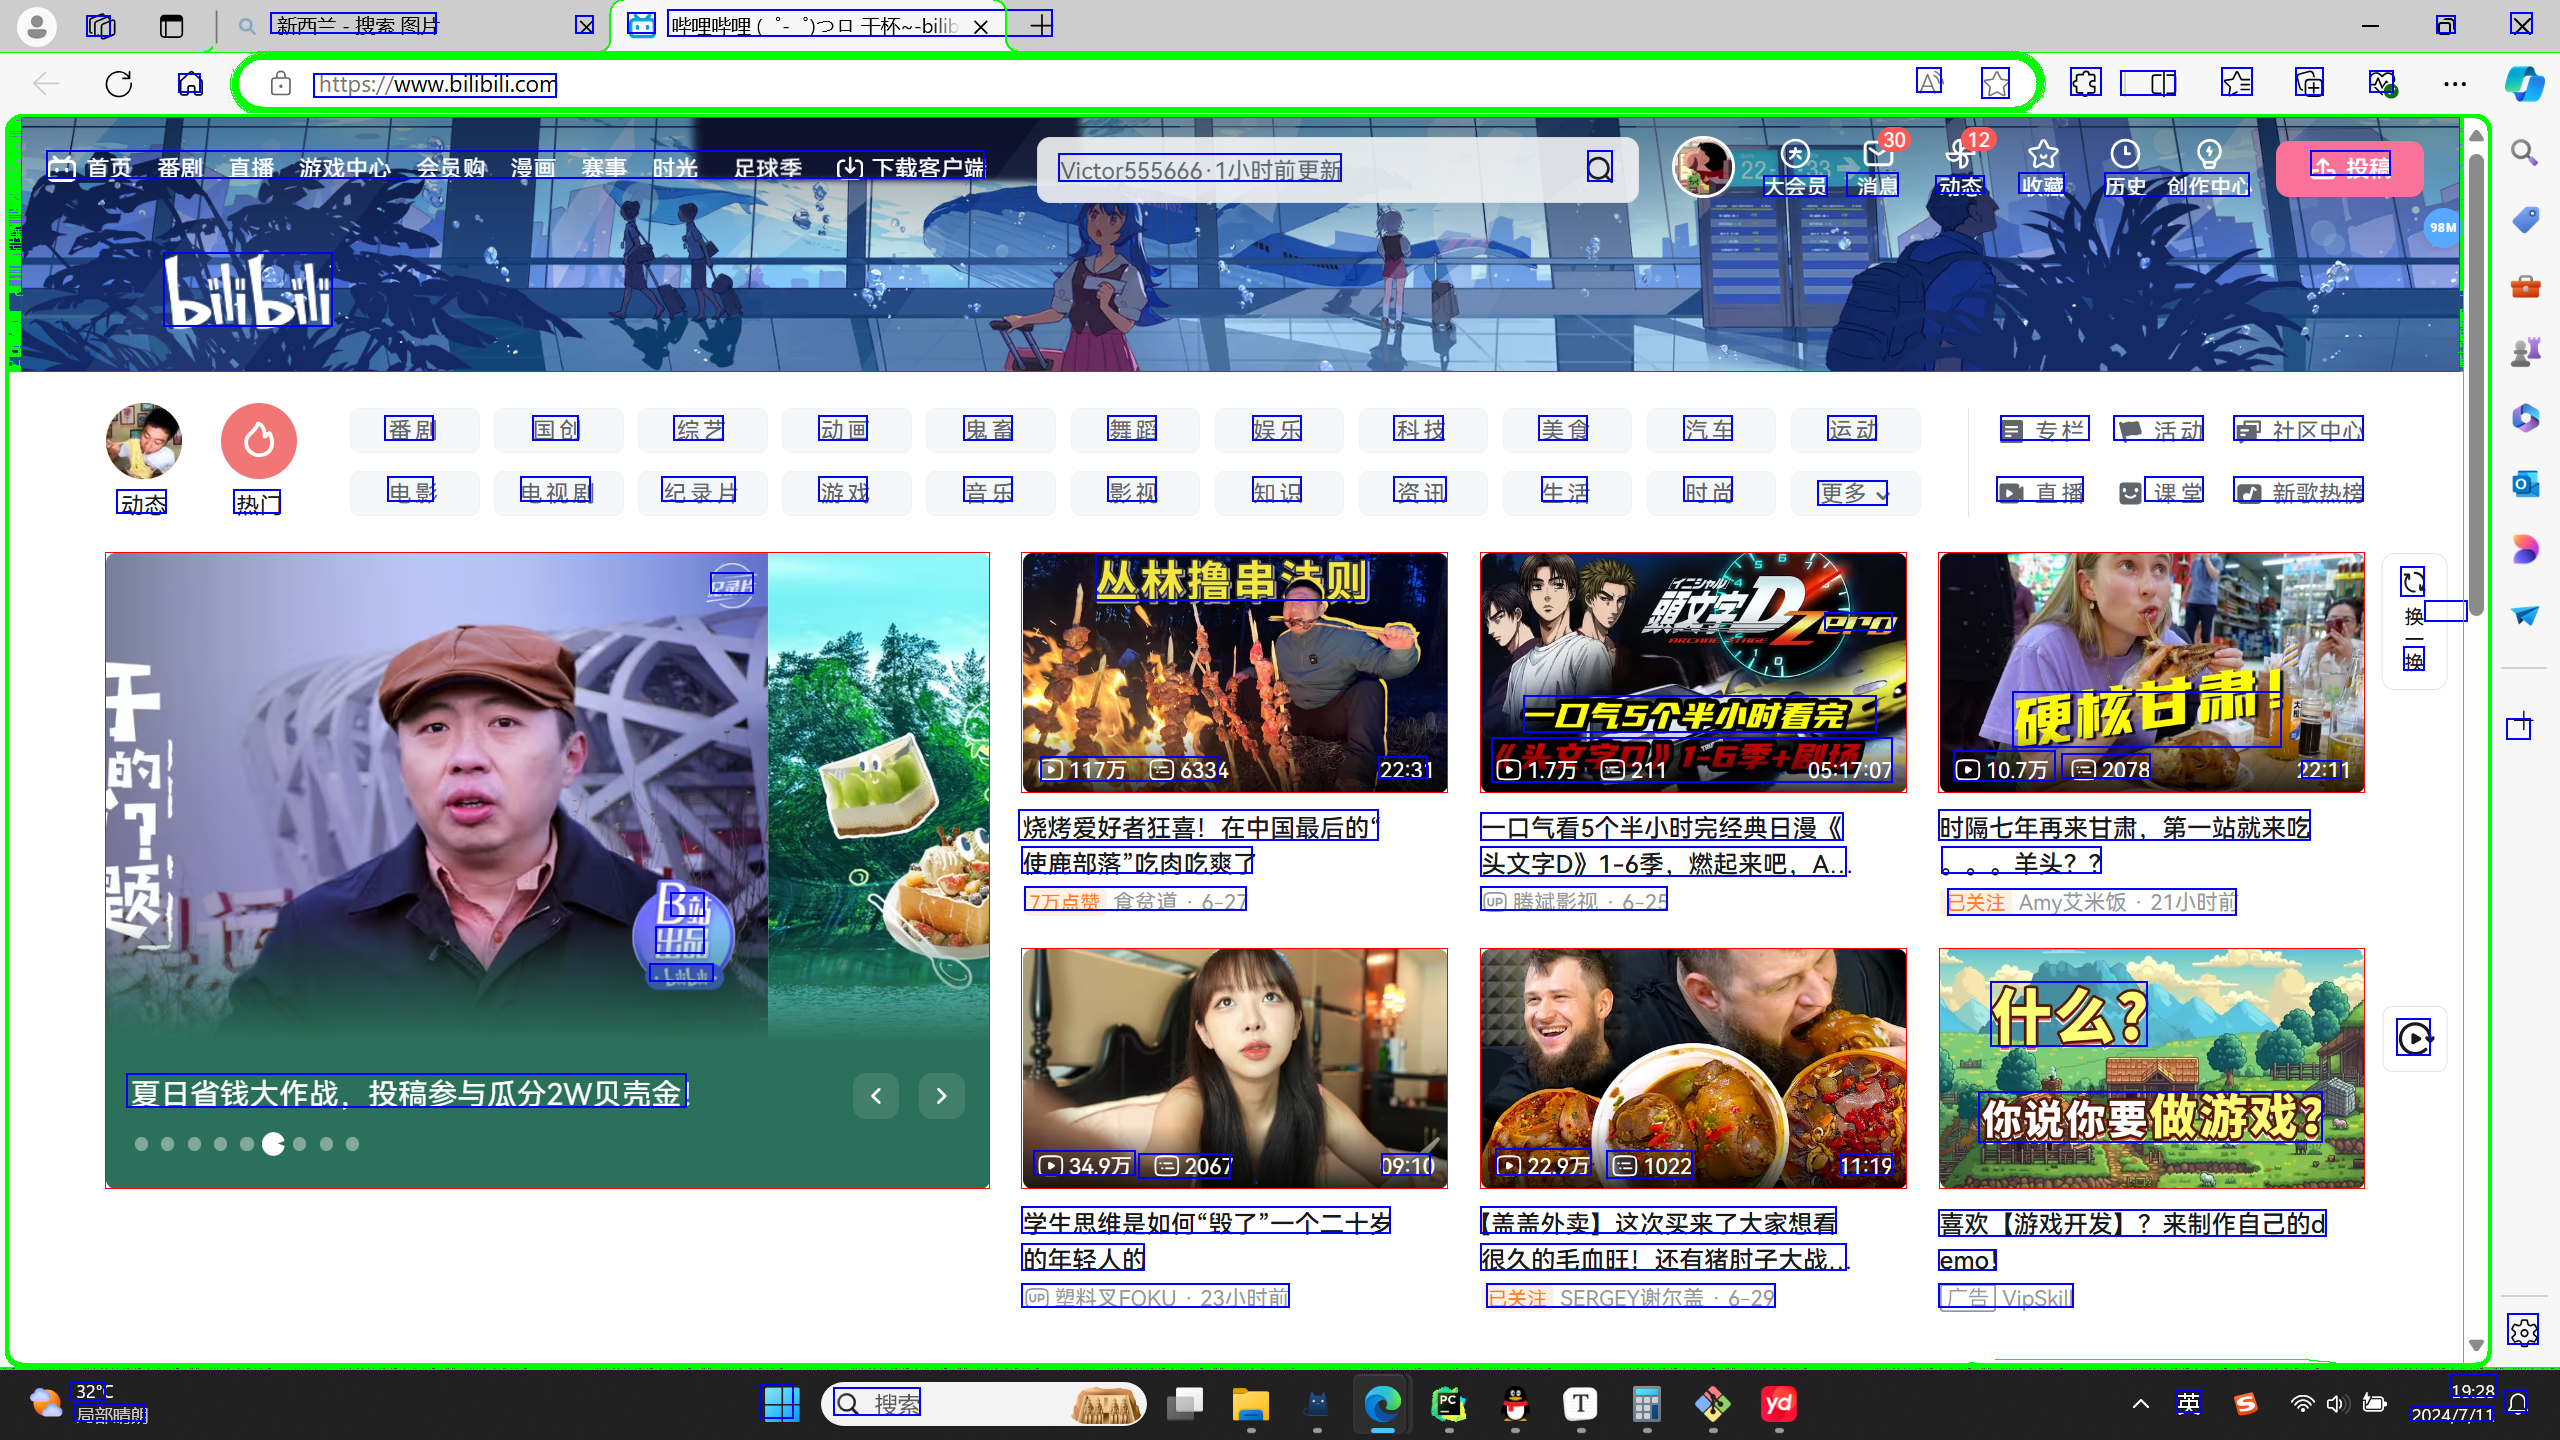 新西兰 - 搜索 图片
哔哩哔哩 (゜-゜)つロ 干杯~-bilib
https://www.bilibili.com
首页 番剧 直播 游戏中心 会员购 漫画 赛事 时光 足球季 下载客户端
Victor555666·1小时前更新
30
12
大会员 消息 动态 收藏 历史 创作中心
投稿
98M
bilibili
番剧 国创 综艺 动画 鬼畜 舞蹈 娱乐 科技 美食 汽车 运动
专栏 活动 社区中心
动态 热门
电影 电视剧 纪录片 游戏 音乐 影视 知识 资讯 生活 时尚 更多
直播 课堂 新歌热榜
B站
出品
bilibili
夏日省钱大作战，投稿参与瓜分2W贝壳金!
丛林撸串法则
117万 6334 22:31
烧烤爱好者狂喜！在中国最后的“
使鹿部落”吃肉吃爽了
7万点赞 食贫道 · 6-27
頭文字D Zero
ARCADE STAGE
一口气5个半小时看完
《头文字D》1-6季+剧场
1.7万 211 05:17:07
一口气看5个半小时完经典日漫《
头文字D》1-6季，燃起来吧，A...
UP 腾斌影视 · 6-25
硬核甘肃!
10.7万 2078 22:11
时隔七年再来甘肃，第一站就来吃
。。。羊头？？
已关注 Amy艾米饭 · 21小时前
换
一
换
34.9万 2067 09:10
学生思维是如何“毁了”一个二十岁
的年轻人的
UP 塑料叉FOKU · 23小时前
22.9万 1022 11:19
【盖盖外卖】这次买来了大家想看
很久的毛血旺！还有猪肘子大战...
已关注 SERGEY谢尔盖 · 6-29
什么?
你说你要做游戏?
喜欢【游戏开发】？来制作自己的d
emo!
广告 VipSkill
32°C
局部晴朗
搜索
英
19:28
2024/7/11